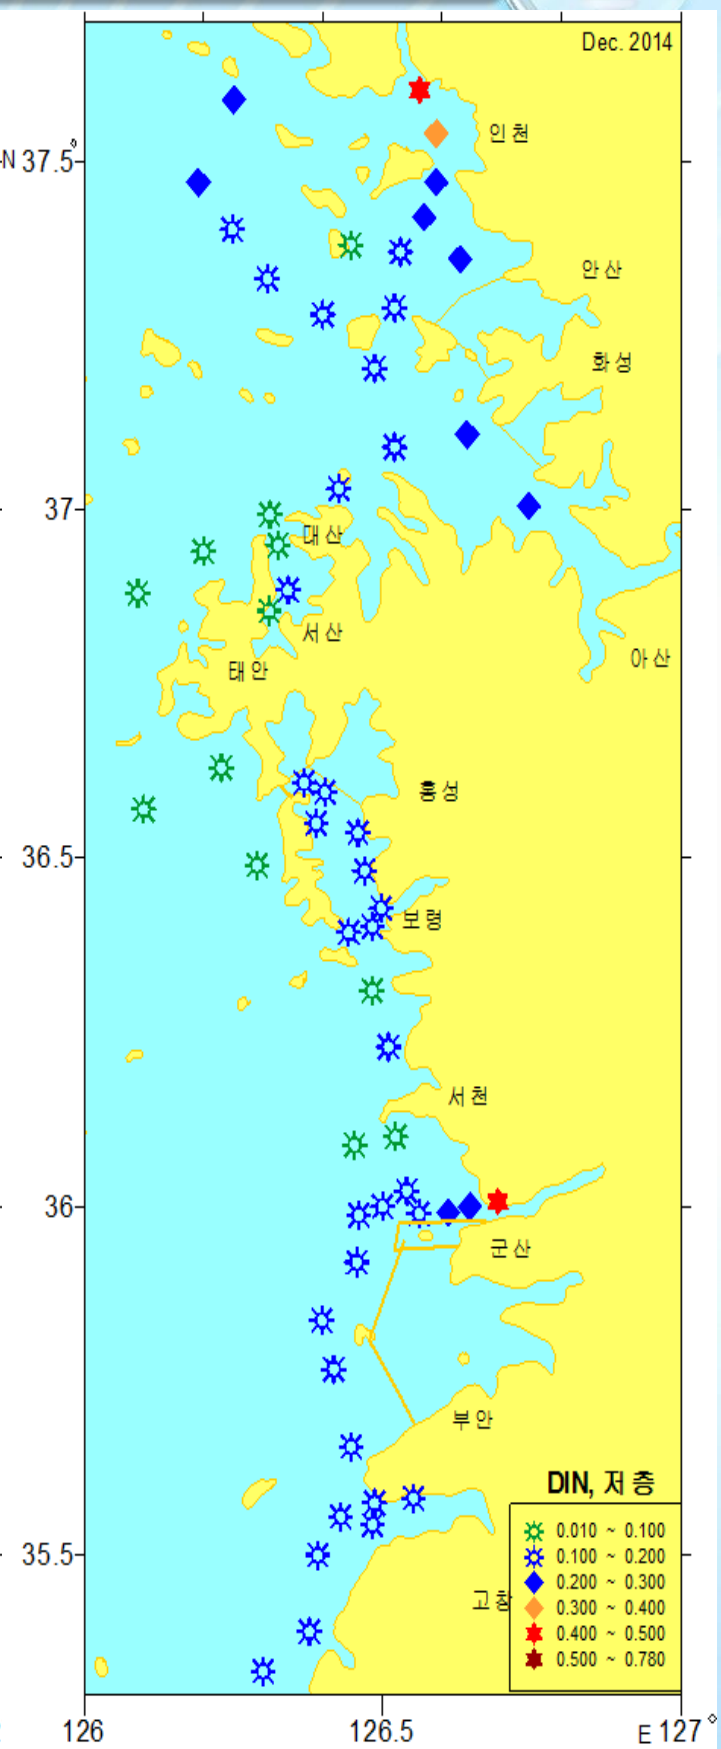 Dec. 2014
인천
N 37.5°
안산
화성
37
대산
서산
아산
태안
홍성
36.5
보령
서천
36
군산
부안
DIN, 저층
0.010 ~ 0.100
35.5
0.100 ~ 0.200
0.200 ~ 0.300
고창
0.300 ~ 0.400
0.400 ~ 0.500
0.500 ~ 0.780
126
126.5
E 127°